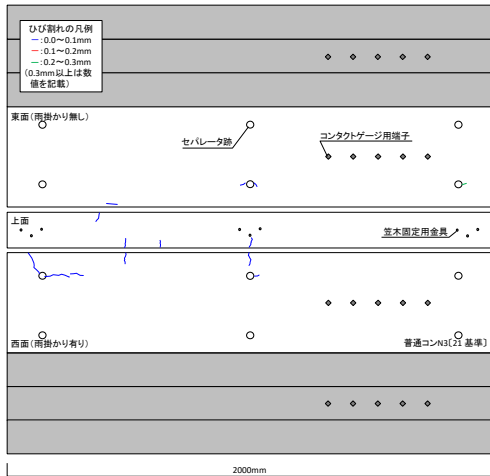 ひび割れの凡例
―:0.0～0.1mm
―:0.1～0.2mm
―:0.2～0.3mm
(0.3mm以上は数
値を記載)
東面(雨掛かり無し)
セパレータ跡
コンタクトゲージ用端子
上面
笠木固定用金具
西面(雨掛かり有り)
普通コンN3[21 基準]
2000mm